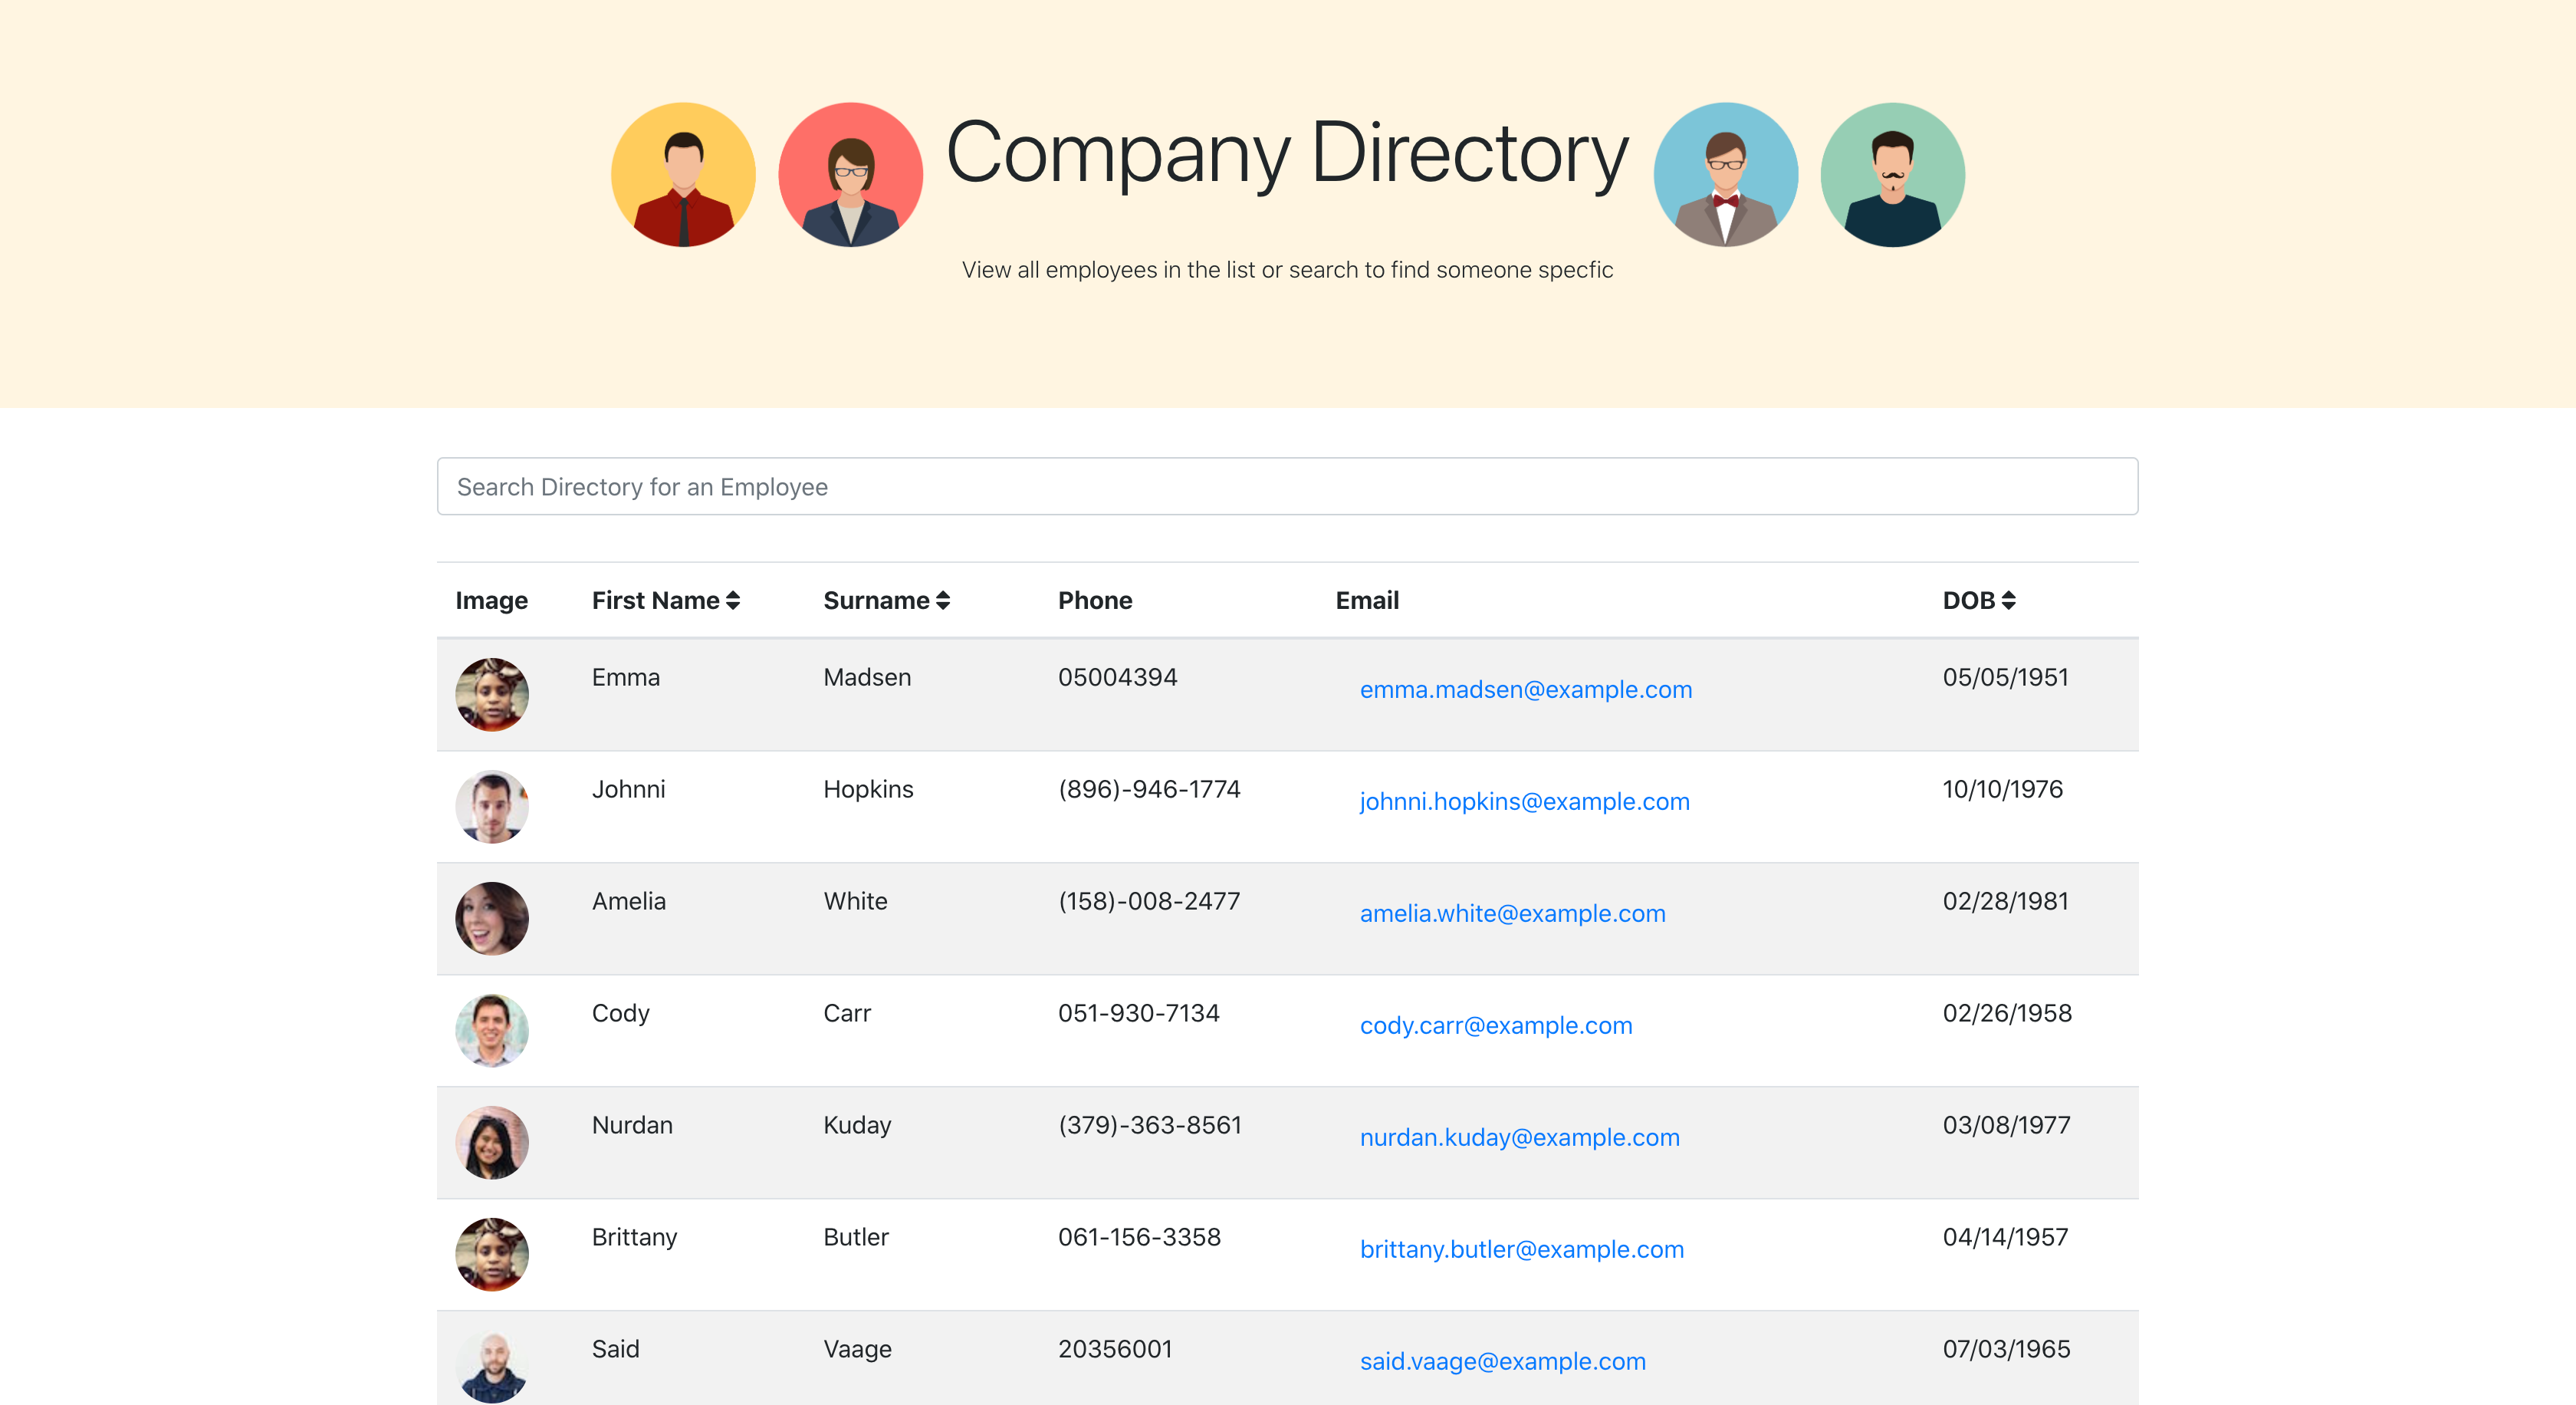 Company Directory
View all employees in the list or search to find someone specfic
Search Directory for an Employee
Image First Name Surname Phone Email DOB
Emma Madsen 05004394 emma.madsen@example.com 05/05/1951
Johnni Hopkins (896)-946-1774 johnni.hopkins@example.com 10/10/1976
Amelia White (158)-008-2477 amelia.white@example.com 02/28/1981
Cody Carr 051-930-7134 cody.carr@example.com 02/26/1958
Nurdan Kuday (379)-363-8561 nurdan.kuday@example.com 03/08/1977
Brittany Butler 061-156-3358 brittany.butler@example.com 04/14/1957
Said Vaage 20356001 said.vaage@example.com 07/03/1965